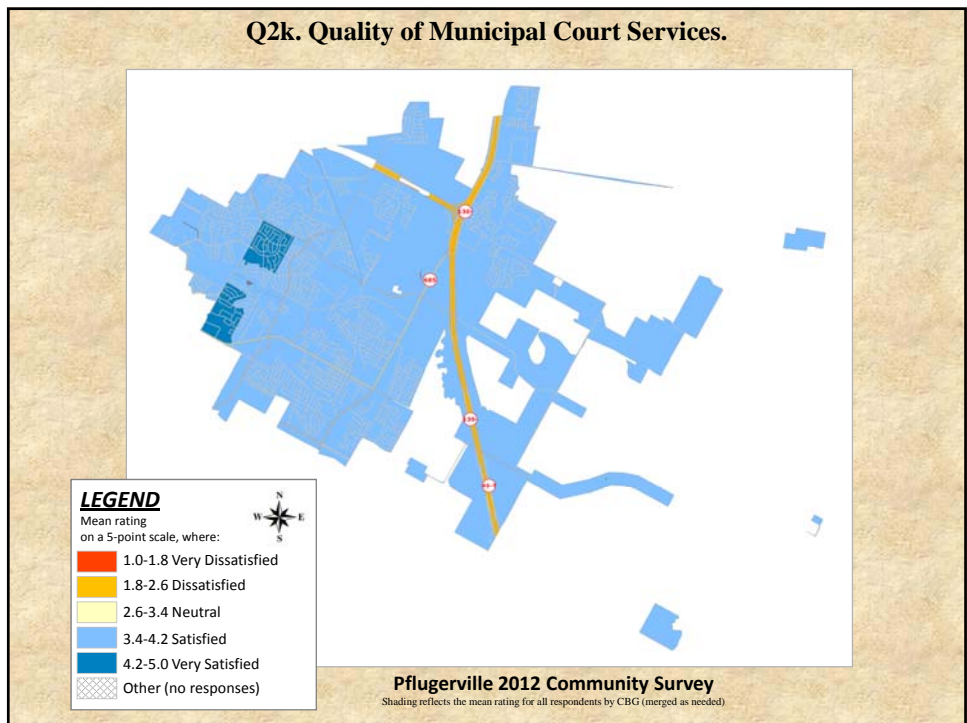 Q2k. Quality of Municipal Court Services.
130
685
130
LEGEND
Mean rating
on a 5-point scale, where:
N
W
E
S
1.0-1.8 Very Dissatisfied
1.8-2.6 Dissatisfied
2.6-3.4 Neutral
3.4-4.2 Satisfied
4.2-5.0 Very Satisfied
Other (no responses)
Pflugerville 2012 Community Survey
Shading reflects the mean rating for all respondents by CBG (merged as needed)